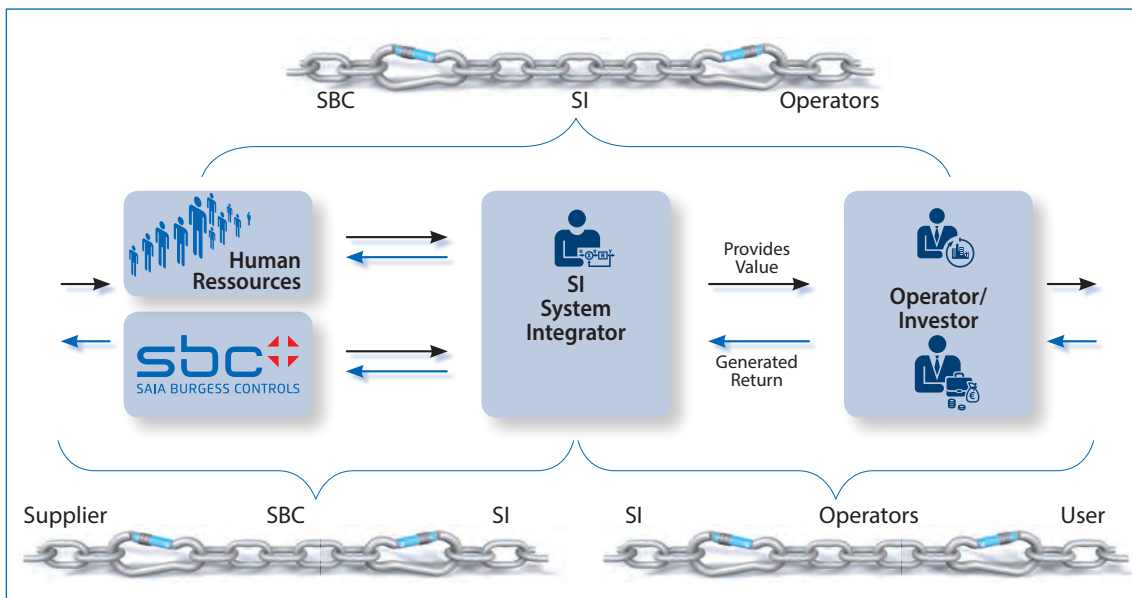 SBC
SI
Operators
Human
Ressources
sbc
SAIA BURGESS CONTROLS
SI
System
Integrator
Provides
Value
Generated
Return
Operator/
Investor
€
Supplier
SBC
SI
SI
Operators
User